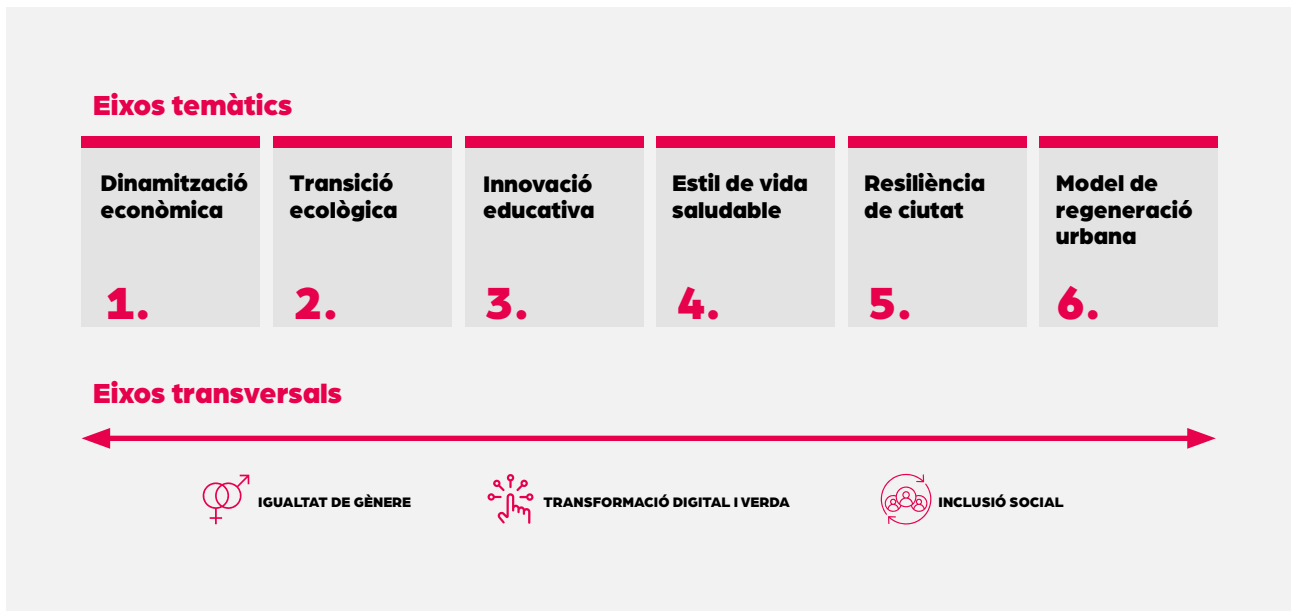 Eixos temàtics
Dinamització
econòmica
1.
Transició
ecològica
2.
Innovació
educativa
3.
Estil de vida
saludable
4.
Resiliència
de ciutat
5.
Model de
regeneració
urbana
6.
Eixos transversals
IGUALTAT DE GÈNERE
TRANSFORMACIÓ DIGITAL I VERDA
INCLUSIÓ SOCIAL